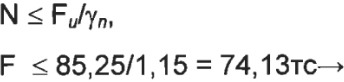 N ≤ Fᵤ/γₙ,
F ≤ 85,25/1,15 = 74,13тс→